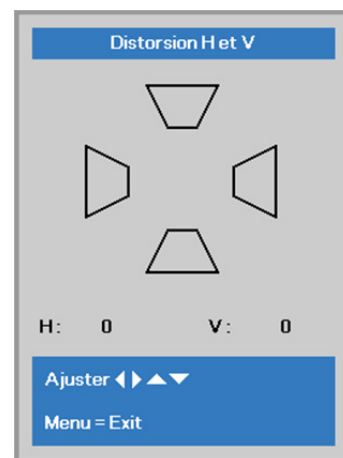 Distorsion H et V
H: 0 V: 0
Ajuster
Menu = Exit